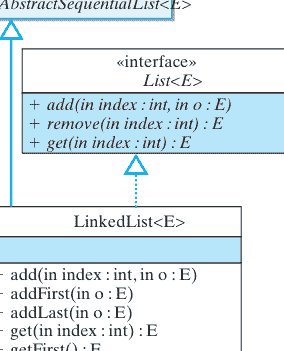 AbstractSequentialList<E>
«interface»
List<E>
+ add(in index : int, in o : E)
+ remove(in index : int) : E
+ get(in index : int) : E
LinkedList<E>
+ add(in index : int, in o : E)
+ addFirst(in o : E)
+ addLast(in o : E)
+ get(in index : int) : E
+ getFirst() : E